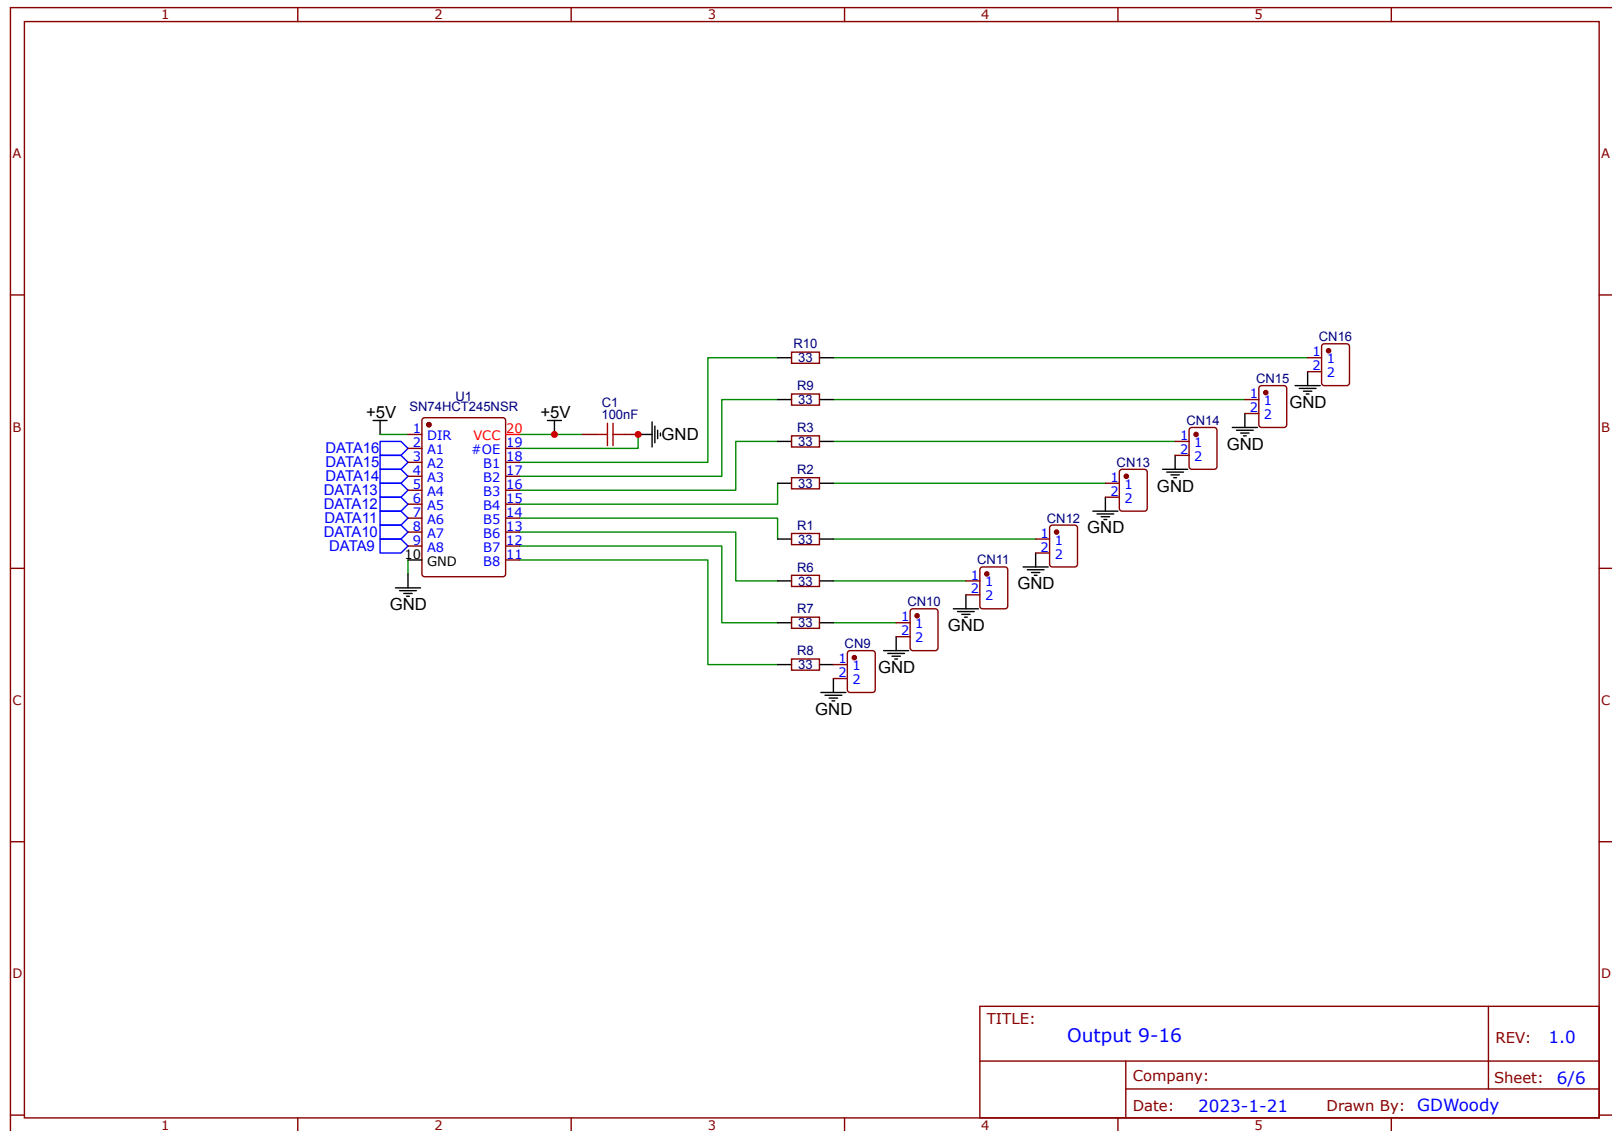 1 2 3 4 5
A A
B B
C C
D D
U1
SN74HCT245NSR
+5V
+5V
C1
100nF
GND
1 DIR VCC 20
DATA16 2 A1 #OE 19
DATA15 3 A2 B1 18
DATA14 4 A3 B2 17
DATA13 5 A4 B3 16
DATA12 6 A5 B4 15
DATA11 7 A6 B5 14
DATA10 8 A7 B6 13
DATA9 9 A8 B7 12
10 GND B8 11
GND
R10
33
R9
33
R3
33
R2
33
R1
33
R6
33
R7
33
R8
33
CN16
1 1
2 2
GND
CN15
1 1
2 2
GND
CN14
1 1
2 2
GND
CN13
1 1
2 2
GND
CN12
1 1
2 2
GND
CN11
1 1
2 2
GND
CN10
1 1
2 2
GND
CN9
1 1
2 2
GND
TITLE:
Output 9-16
REV: 1.0
Company:
Sheet: 6/6
Date: 2023-1-21 Drawn By: GDWoody
1 2 3 4 5